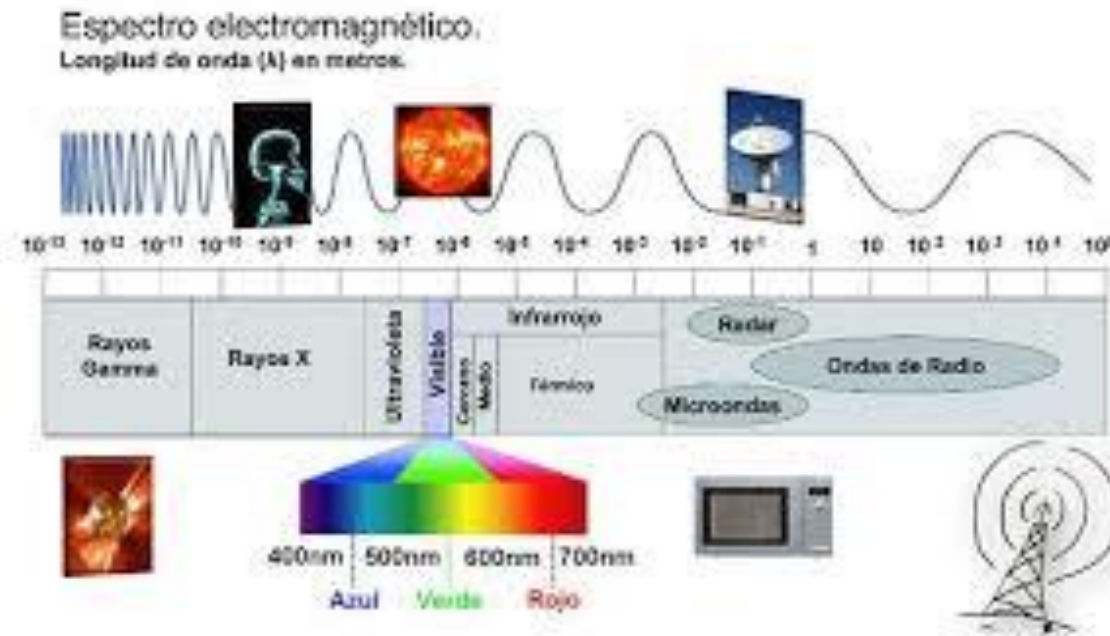 Espectro electromagnético.
Longitud de onda (λ) en metros.
10⁻¹³ 10⁻¹² 10⁻¹¹ 10⁻¹⁰ 10⁻⁹ 10⁻⁸ 10⁻⁷ 10⁻⁶ 10⁻⁵ 10⁻⁴ 10⁻³ 10⁻² 10⁻¹ 1 10 10² 10³ 10⁴
Rayos
Gamma
Rayos X
Ultravioleta
Visible
Infrarrojo
Cercano
Medio
Térmico
Radar
Ondas de Radio
Microondas
400nm 500nm 600nm 700nm
Azul Verde Rojo